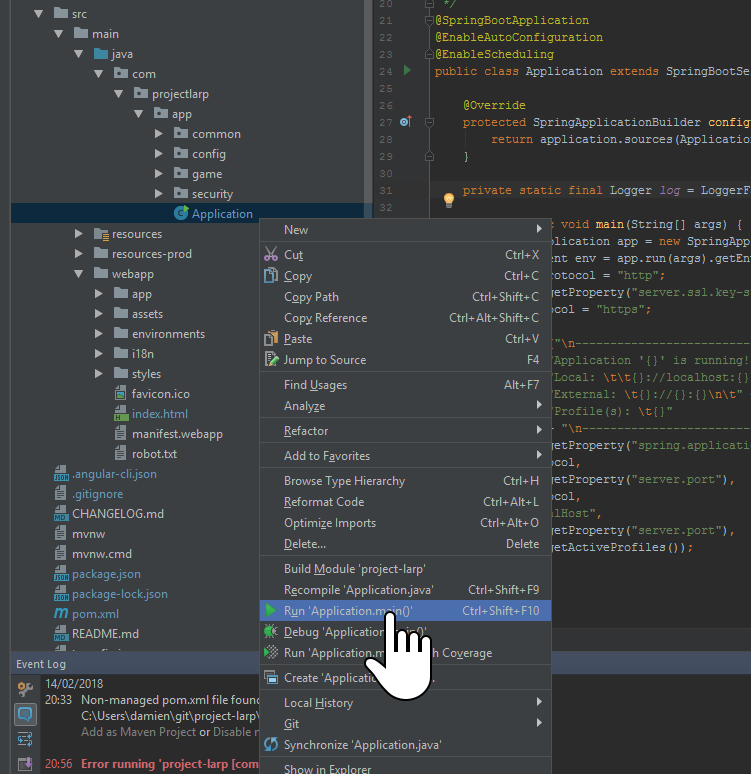 src
main
java
com
projectlarp
app
common
config
game
security
Application
resources
resources-prod
webapp
app
assets
environments
i18n
styles
favicon.ico
index.html
manifest.webapp
robot.txt
.angular-cli.json
.gitignore
CHANGELOG.md
mvnw
mvnw.cmd
package.json
package-lock.json
pom.xml
README.md
20 */
21 @SpringBootApplication
22 @EnableAutoConfiguration
23 @EnableScheduling
24 public class Application extends SpringBootSe
25
26 @Override
27 protected SpringApplicationBuilder config
28 return application.sources(Applicatio
29 }
30
31 private static final Logger log = LoggerF
32
void main(String[] args) {
plication app = new SpringApp
ent env = app.run(args).getEn
otocol = "http";
getProperty("server.ssl.key-s
ocol = "https";
"\n--------------------------
Application '{}' is running!
Local: \t\t{}://localhost:{}
External: \t{}://{}:{}\n\t"
Profile(s): \t{}"
"\n--------------------------
getProperty("spring.applicati
ocol,
getProperty("server.port"),
ocol,
alHost",
getProperty("server.port"),
getActiveProfiles());
New
Cut Ctrl+X
Copy Ctrl+C
Copy Path Ctrl+Shift+C
Copy Reference Ctrl+Alt+Shift+C
Paste Ctrl+V
Jump to Source F4
Find Usages Alt+F7
Analyze
Refactor
Add to Favorites
Browse Type Hierarchy Ctrl+H
Reformat Code Ctrl+Alt+L
Optimize Imports Ctrl+Alt+O
Delete... Delete
Build Module 'project-larp'
Recompile 'Application.java' Ctrl+Shift+F9
Run 'Application.main()' Ctrl+Shift+F10
Debug 'Application.main()'
Run 'Application.m h Coverage
Create 'Applicatio
Local History
Git
Synchronize 'Application.java'
Show in Explorer
Event Log
14/02/2018
20:33 Non-managed pom.xml file found
C:\Users\damien\git\project-larp\
Add as Maven Project or Disable n
20:56 Error running 'project-larp [com